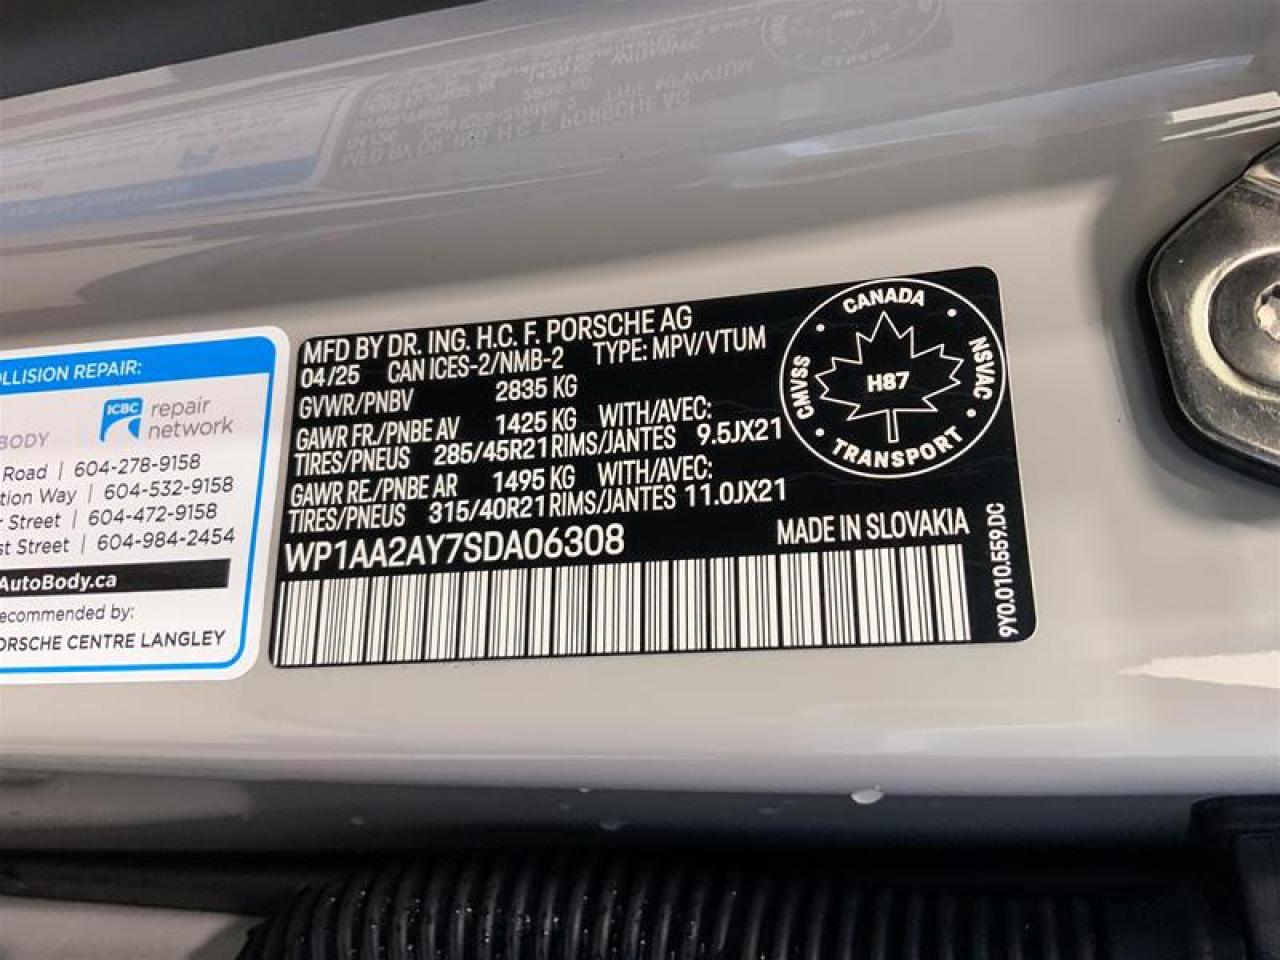 MFD BY DR. ING. H.C. F. PORSCHE AG
04/25 CAN ICES-2/NMB-2 TYPE: MPV/VTUM
GVWR/PNBV 2835 KG
GAWR FR./PNBE AV 1425 KG WITH/AVEC:
TIRES/PNEUS 285/45R21 RIMS/JANTES 9.5JX21
GAWR RE./PNBE AR 1495 KG WITH/AVEC:
TIRES/PNEUS 315/40R21 RIMS/JANTES 11.0JX21
WP1AA2AY7SDA06308 MADE IN SLOVAKIA
CANADA
CMVSS
NSVAC
H87
TRANSPORT
9Y0.010.559.DC
OLLISION REPAIR:
ICBC repair
network
BODY
Road | 604-278-9158
tion Way | 604-532-9158
r Street | 604-472-9158
st Street | 604-984-2454
AutoBody.ca
ecommended by:
ORSCHE CENTRE LANGLEY